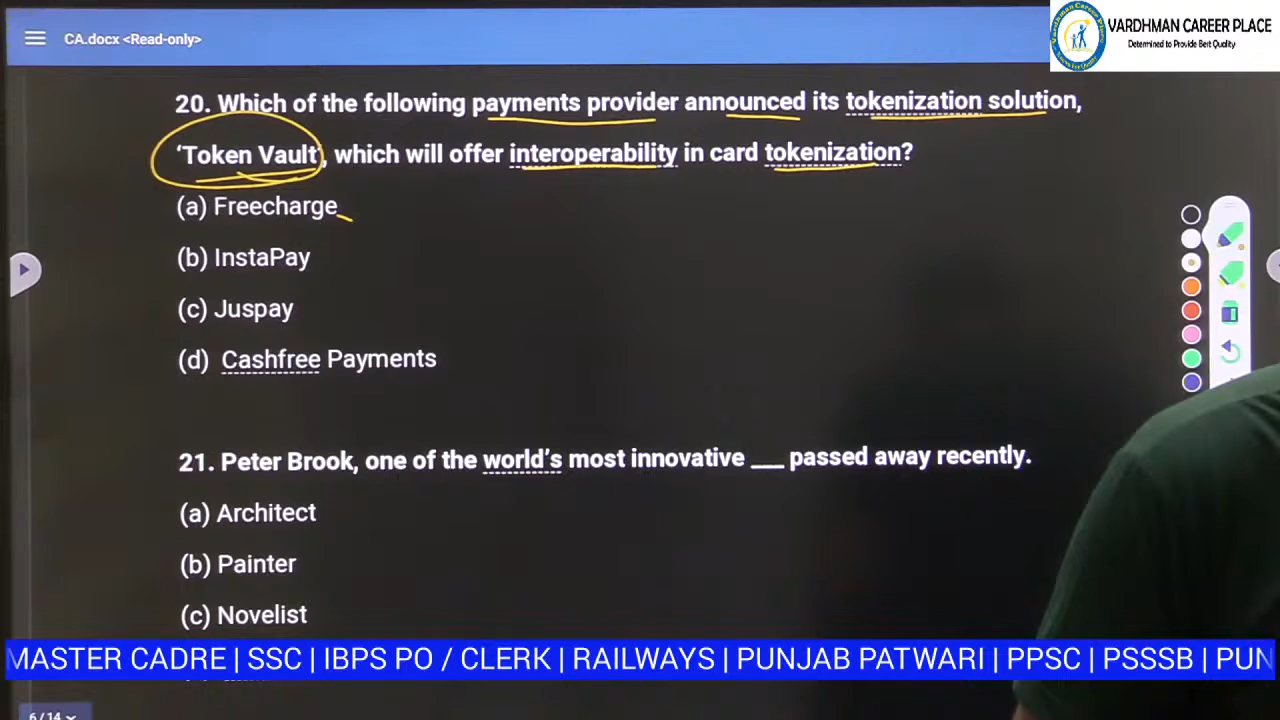 CA.docx <Read-only>
VARDHMAN CAREER PLACE
Determined to Provide Bert Quality
20. Which of the following payments provider announced its tokenization solution,
‘Token Vault’, which will offer interoperability in card tokenization?
(a) Freecharge
(b) InstaPay
(c) Juspay
(d) Cashfree Payments
21. Peter Brook, one of the world’s most innovative ___ passed away recently.
(a) Architect
(b) Painter
(c) Novelist
MASTER CADRE | SSC | IBPS PO / CLERK | RAILWAYS | PUNJAB PATWARI | PPSC | PSSSB | PUN
6/14